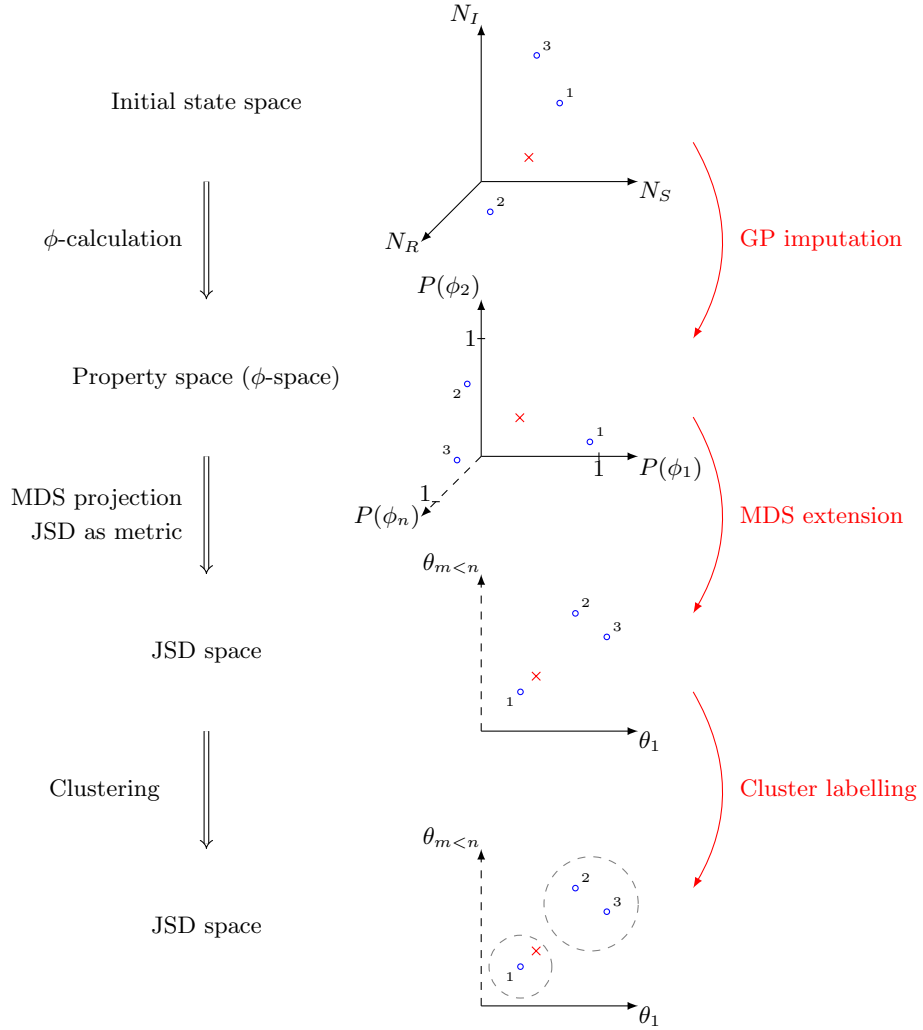 N_I
3
1
Initial state space
N_S
2
N_R
ϕ-calculation
GP imputation
P(ϕ_2)
1
2
Property space (ϕ-space)
1
3
1
P(ϕ_1)
1
P(ϕ_n)
MDS projection
JSD as metric
MDS extension
θ_{m<n}
2
3
JSD space
1
θ_1
Clustering
Cluster labelling
θ_{m<n}
2
3
JSD space
1
θ_1